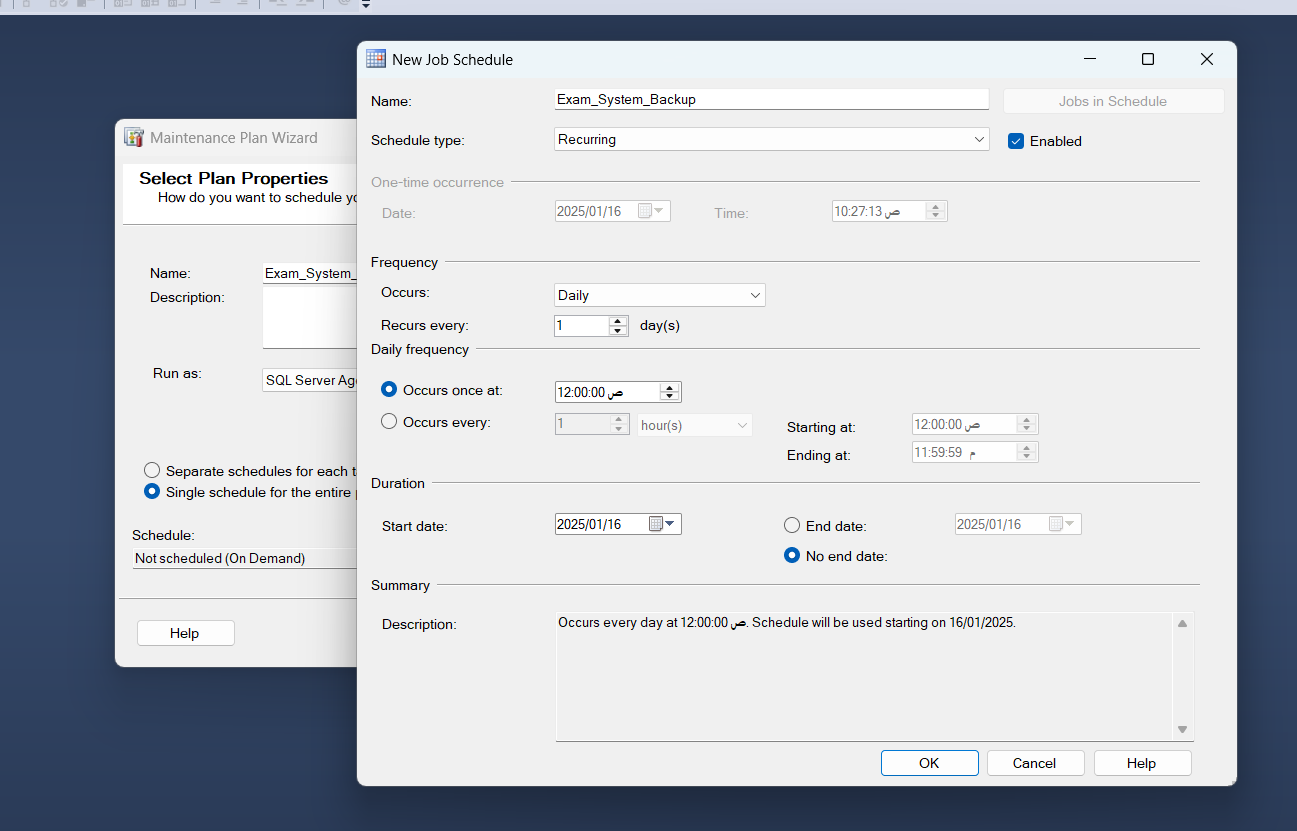 New Job Schedule
Name: Exam_System_Backup Jobs in Schedule
Schedule type: Recurring Enabled
One-time occurrence
Date: 2025/01/16 Time: 10:27:13 ص
Frequency
Occurs: Daily
Recurs every: 1 day(s)
Daily frequency
Occurs once at: 12:00:00 ص
Occurs every: 1 hour(s) Starting at: 12:00:00 ص
Ending at: 11:59:59 م
Duration
Start date: 2025/01/16 End date: 2025/01/16
No end date:
Summary
Description: Occurs every day at 12:00:00 ص. Schedule will be used starting on 16/01/2025.
OK Cancel Help
Maintenance Plan Wizard
Select Plan Properties
How do you want to schedule
Name: Exam_System_
Description:
Run as: SQL Server
Separate schedules for each
Single schedule for the entire
Schedule:
Not scheduled (On Demand)
Help